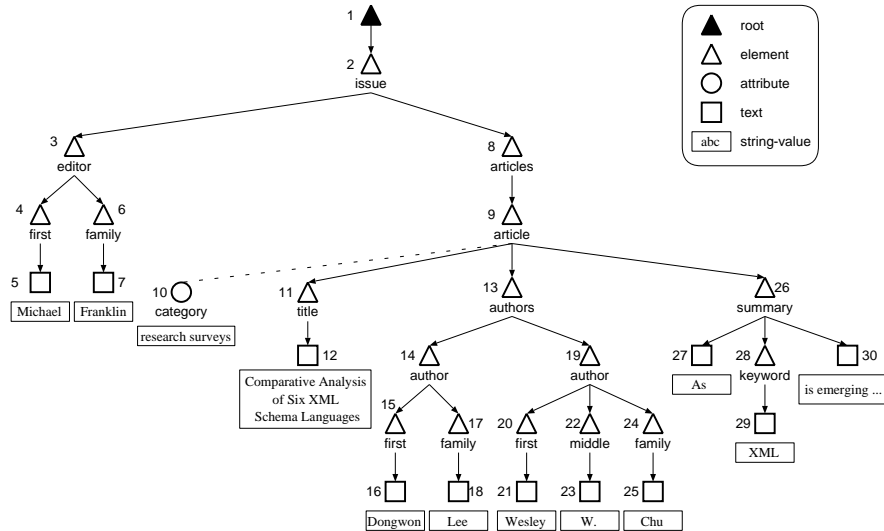 1
root
element
2
issue
attribute
text
3
8
abc string-value
editor
articles
4 6
9
first family
article
5 7
10 11 13 26
Michael Franklin
category title authors summary
research surveys
12
14 19
27 28 30
Comparative Analysis
of Six XML
Schema Languages
author author
As
keyword
is emerging ...
15 17 20 22 24
29
first family first middle family
XML
16 18 21 23 25
Dongwon Lee Wesley W. Chu